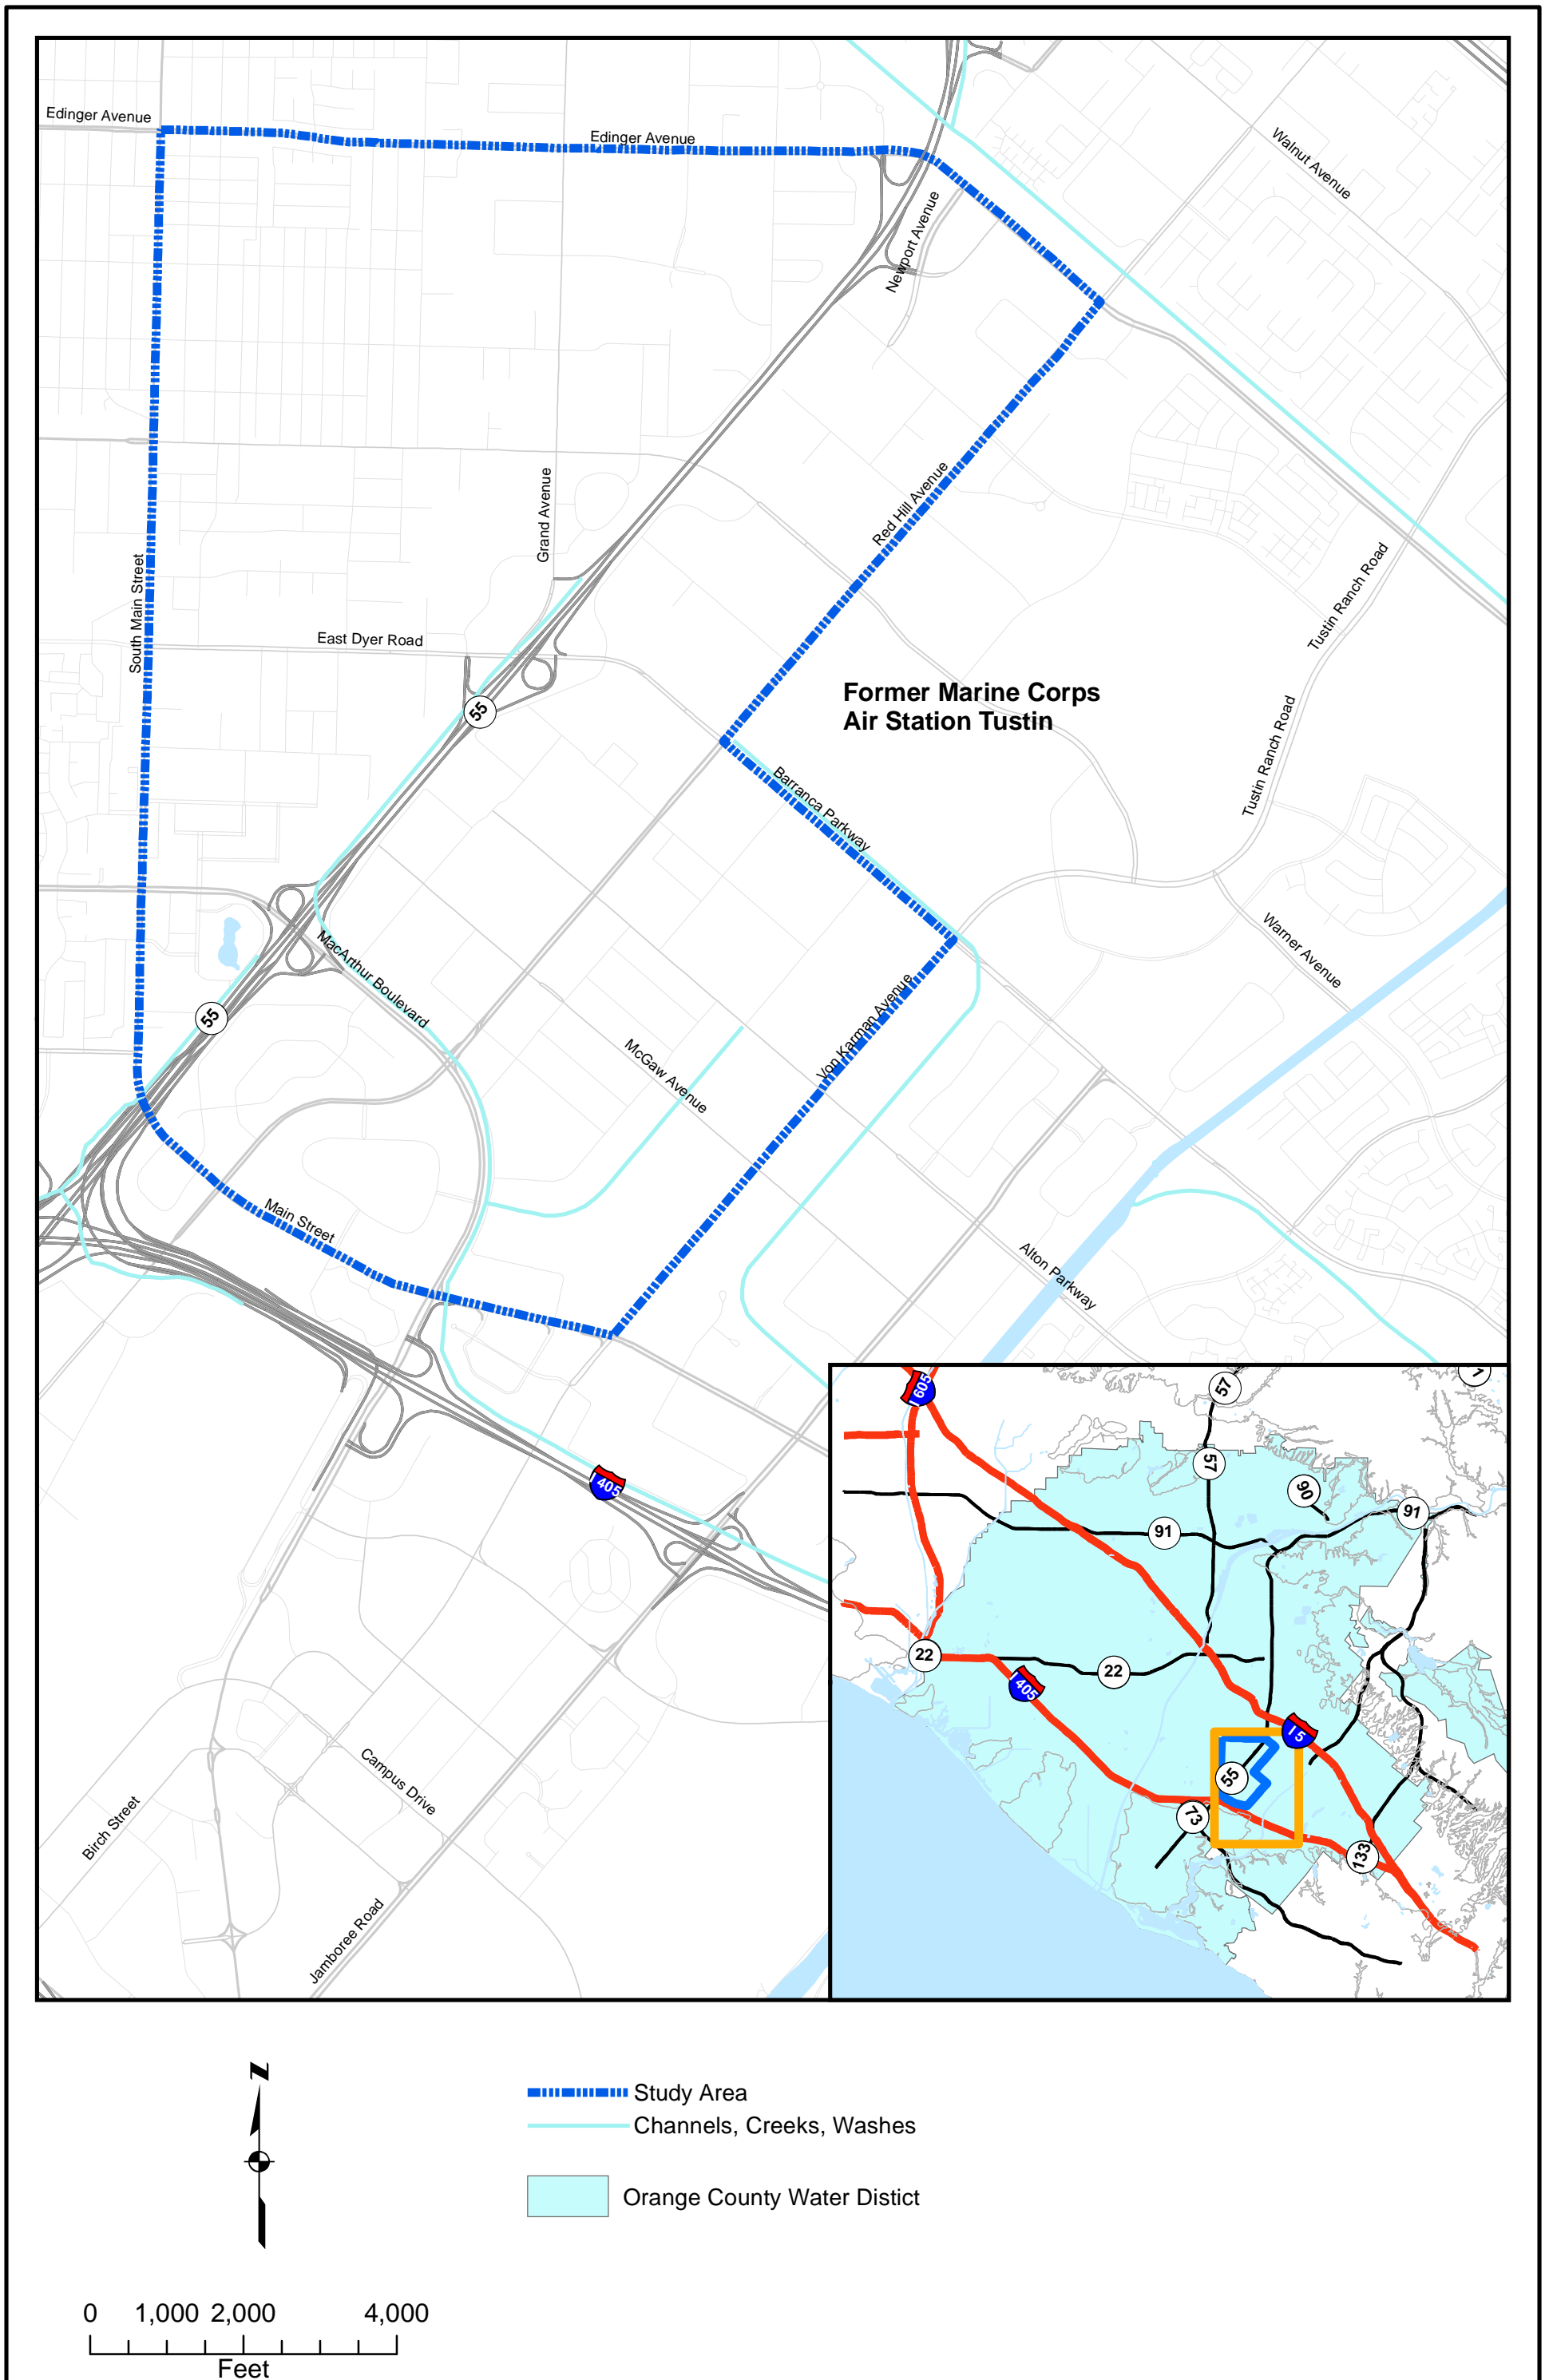 Edinger Avenue
Edinger Avenue
Walnut Avenue
Newport Avenue
Red Hill Avenue
Grand Avenue
South Main Street
East Dyer Road
Tustin Ranch Road
55
Former Marine Corps
Air Station Tustin
Tustin Ranch Road
Barranca Parkway
MacArthur Boulevard
Warner Avenue
55
Von Karman Avenue
McGaw Avenue
Main Street
Alton Parkway
I 405
Campus Drive
Birch Street
Jamboree Road
I 605
57
1
57
90
91
91
22
22
I 405
I 5
55
73
133
N
Study Area
Channels, Creeks, Washes
Orange County Water Distict
0 1,000 2,000 4,000
Feet